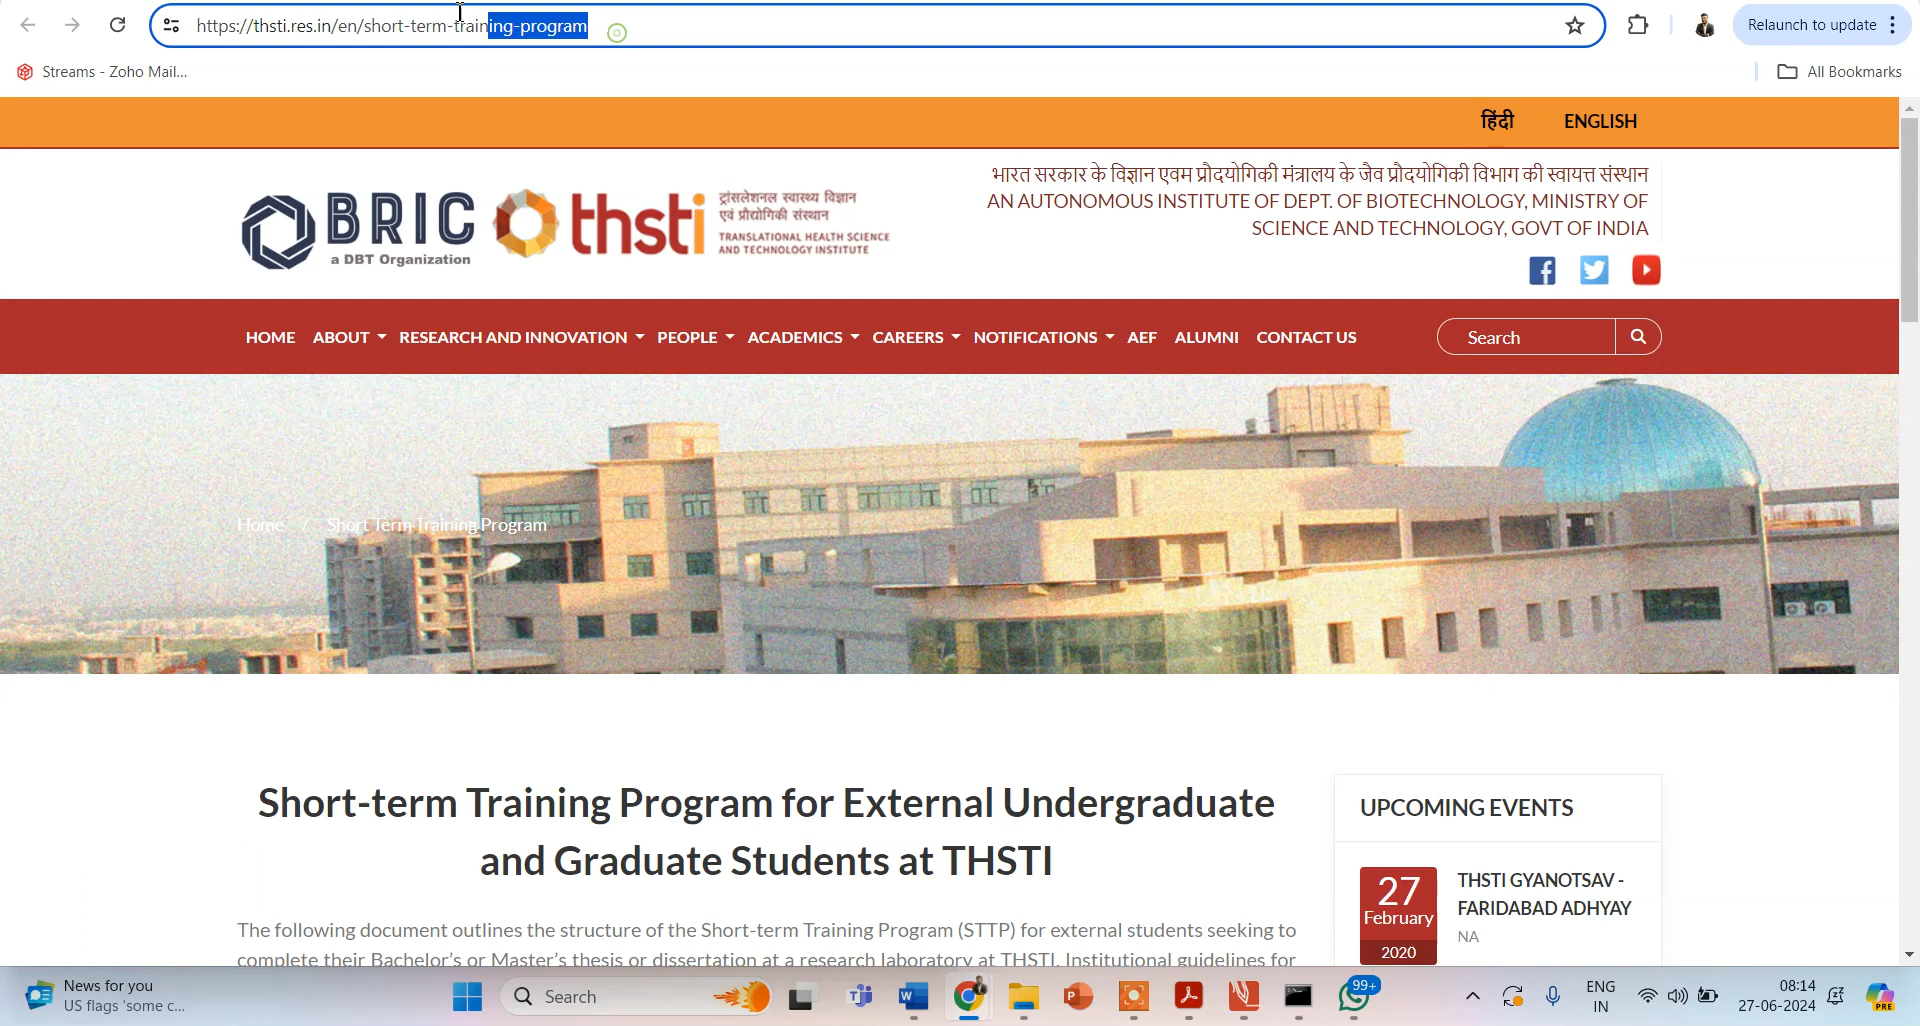 https://thsti.res.in/en/short-term-training-program
Relaunch to update
Streams - Zoho Mail...
All Bookmarks
हिंदी
ENGLISH
BRIC
a DBT Organization
thsti
ट्रांसलेशनल स्वास्थ्य विज्ञान
एवं प्रौद्योगिकी संस्थान
TRANSLATIONAL HEALTH SCIENCE
AND TECHNOLOGY INSTITUTE
भारत सरकार के विज्ञान एवम प्रौदयोगिकी मंत्रालय के जैव प्रौदयोगिकी विभाग की स्वायत्त संस्थान
AN AUTONOMOUS INSTITUTE OF DEPT. OF BIOTECHNOLOGY, MINISTRY OF
SCIENCE AND TECHNOLOGY, GOVT OF INDIA
HOME ABOUT RESEARCH AND INNOVATION PEOPLE ACADEMICS CAREERS NOTIFICATIONS AEF ALUMNI CONTACT US
Search
Home / Short Term Training Program
Short-term Training Program for External Undergraduate
and Graduate Students at THSTI
The following document outlines the structure of the Short-term Training Program (STTP) for external students seeking to
complete their Bachelor's or Master's thesis or dissertation at a research laboratory at THSTI. Institutional guidelines for
UPCOMING EVENTS
27
February
2020
THSTI GYANOTSAV -
FARIDABAD ADHYAY
NA
News for you
US flags 'some c...
Search
99+
ENG
IN
08:14
27-06-2024
PRE